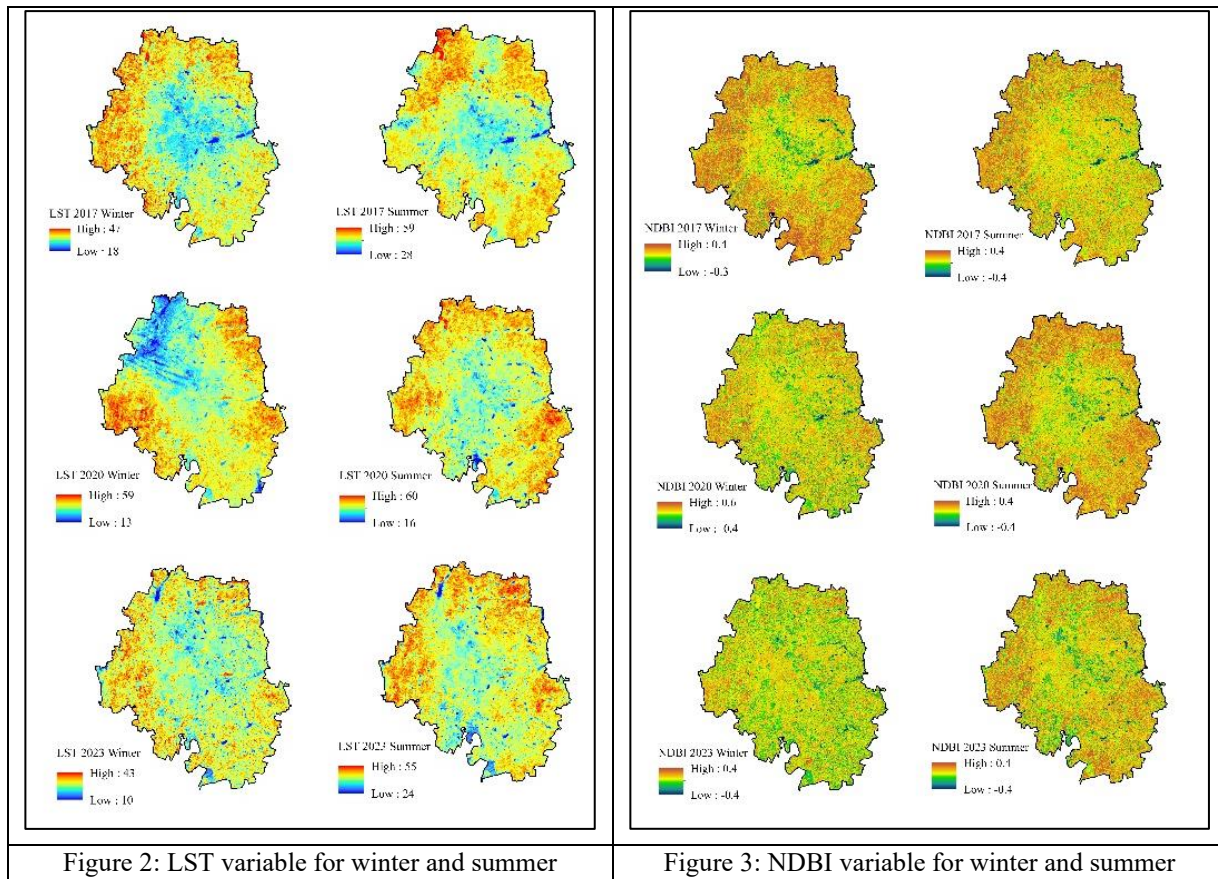 LST 2017 Winter
High : 47
Low : 18
LST 2017 Summer
High : 59
Low : 28
LST 2020 Winter
High : 59
Low : 13
LST 2020 Summer
High : 60
Low : 16
LST 2023 Winter
High : 43
Low : 10
LST 2023 Summer
High : 55
Low : 24
Figure 2: LST variable for winter and summer
NDBI 2017 Winter
High : 0.4
Low : -0.3
NDBI 2017 Summer
High : 0.4
Low : -0.4
NDBI 2020 Winter
High : 0.6
Low : -0.4
NDBI 2020 Summer
High : 0.4
Low : -0.4
NDBI 2023 Winter
High : 0.4
Low : -0.4
NDBI 2023 Summer
High : 0.4
Low : -0.4
Figure 3: NDBI variable for winter and summer